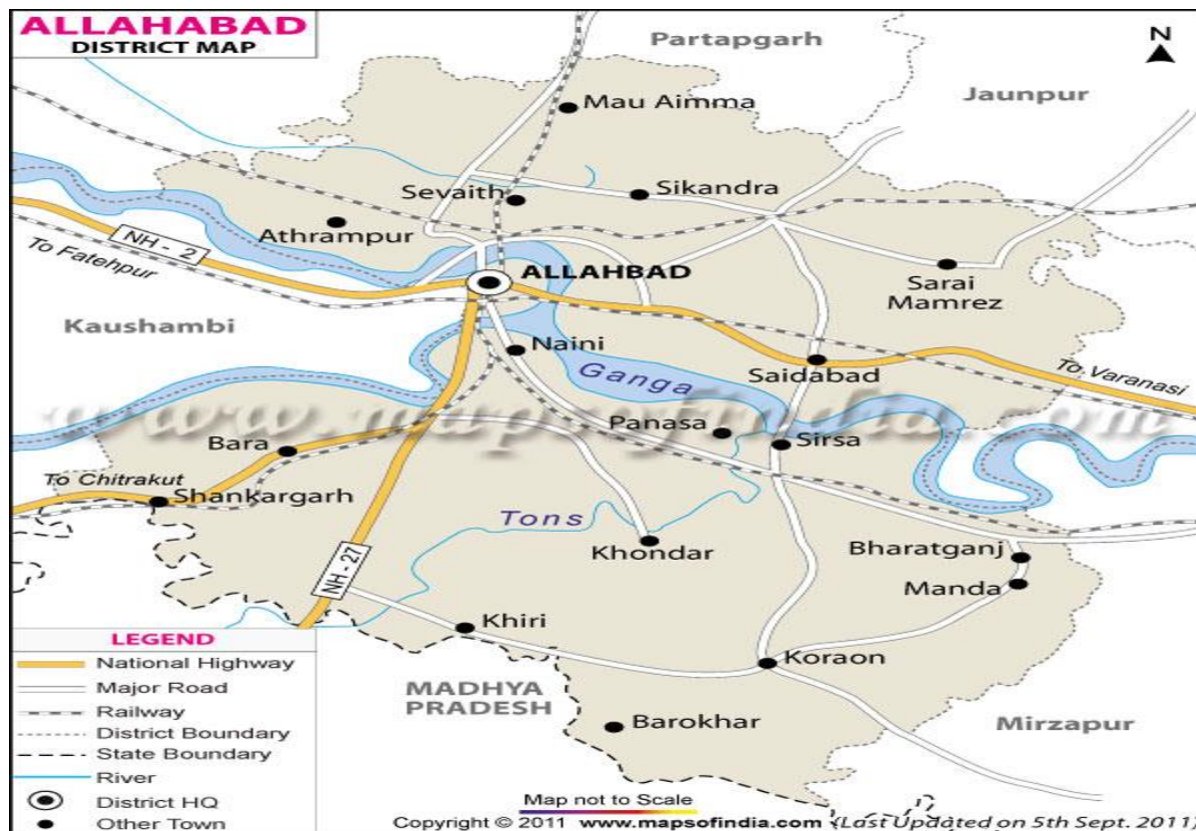 ALLAHABAD
DISTRICT MAP
Partapgarh
N
Jaunpur
Mau Aimma
Sevaith
Sikandra
Athrampur
NH - 2
To Fatehpur
ALLAHBAD
Sarai
Mamrez
Kaushambi
Naini
Ganga
Saidabad
To Varanasi
www.mapsofindia.com
Panasa
Bara
Sirsa
To Chitrakut
Shankargarh
Tons
Khondar
Bharatganj
Manda
NH - 27
Khiri
Koraon
MADHYA
PRADESH
Barokhar
Mirzapur
LEGEND
National Highway
Major Road
Railway
District Boundary
State Boundary
River
District HQ
Other Town
Map not to Scale
Copyright © 2011 www.mapsofindia.com (Last Updated on 5th Sept. 2011)